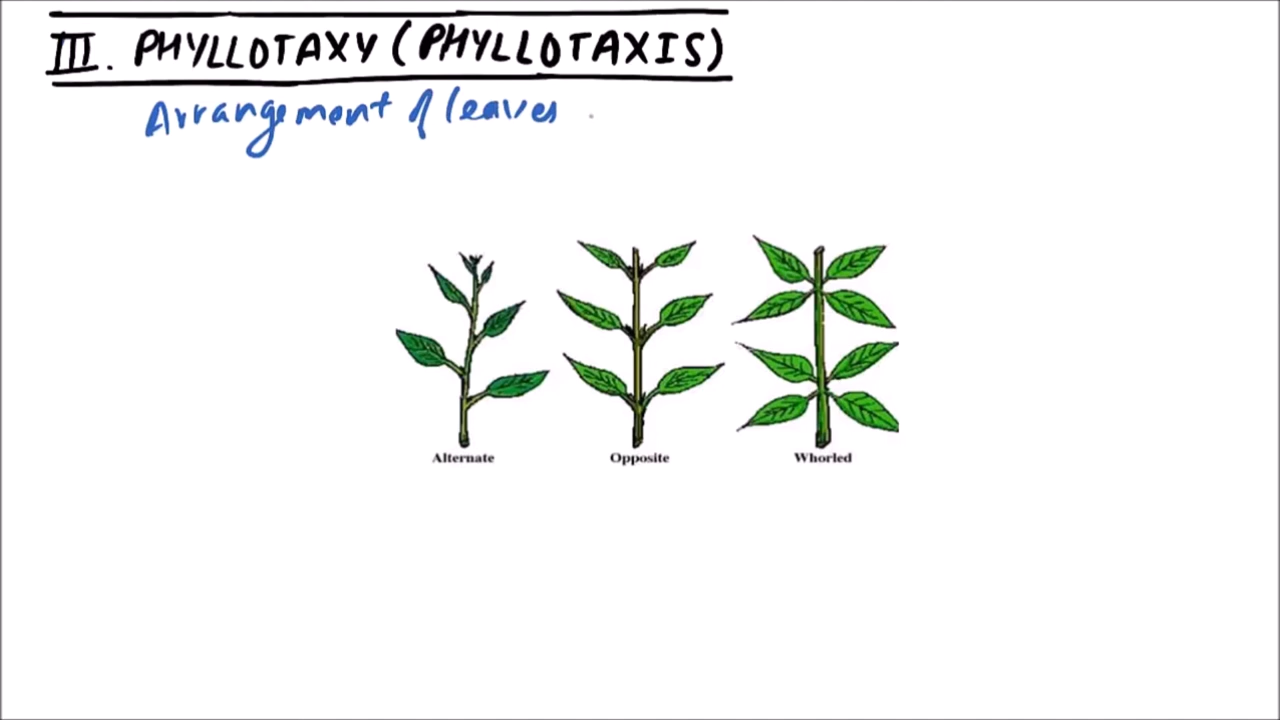 III. PHYLLOTAXY (PHYLLOTAXIS)
Arrangement of leaves
Alternate Opposite Whorled